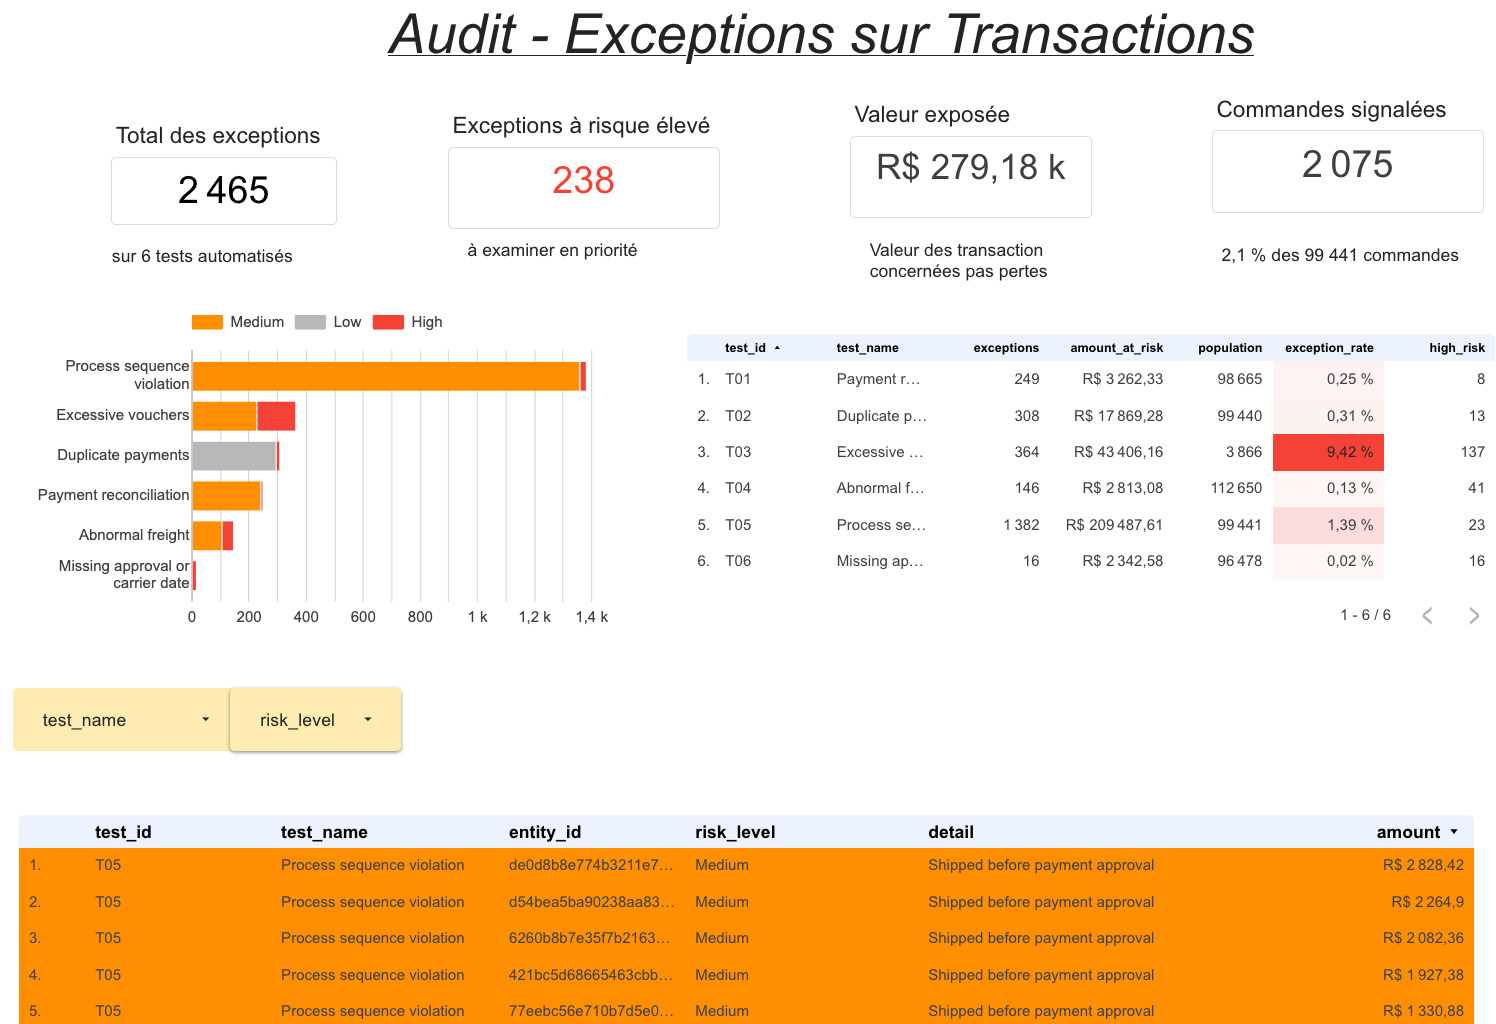 Audit - Exceptions sur Transactions
Total des exceptions
2 465
sur 6 tests automatisés
Exceptions à risque élevé
238
à examiner en priorité
Valeur exposée
R$ 279,18 k
Valeur des transaction
concernées pas pertes
Commandes signalées
2 075
2,1 % des 99 441 commandes
Medium Low High
Process sequence
violation
Excessive vouchers
Duplicate payments
Payment reconciliation
Abnormal freight
Missing approval or
carrier date
0 200 400 600 800 1 k 1,2 k 1,4 k
test_id test_name exceptions amount_at_risk population exception_rate high_risk
1. T01 Payment r… 249 R$ 3 262,33 98 665 0,25 % 8
2. T02 Duplicate p… 308 R$ 17 869,28 99 440 0,31 % 13
3. T03 Excessive … 364 R$ 43 406,16 3 866 9,42 % 137
4. T04 Abnormal f… 146 R$ 2 813,08 112 650 0,13 % 41
5. T05 Process se… 1 382 R$ 209 487,61 99 441 1,39 % 23
6. T06 Missing ap… 16 R$ 2 342,58 96 478 0,02 % 16
1 - 6 / 6
test_name
risk_level
test_id test_name entity_id risk_level detail amount
1. T05 Process sequence violation de0d8b8e774b3211e7… Medium Shipped before payment approval R$ 2 828,42
2. T05 Process sequence violation d54bea5ba90238aa83… Medium Shipped before payment approval R$ 2 264,9
3. T05 Process sequence violation 6260b8b7e35f7b2163… Medium Shipped before payment approval R$ 2 082,36
4. T05 Process sequence violation 421bc5d68665463cbb… Medium Shipped before payment approval R$ 1 927,38
5. T05 Process sequence violation 77eebc56e710b7d5e0… Medium Shipped before payment approval R$ 1 330,88